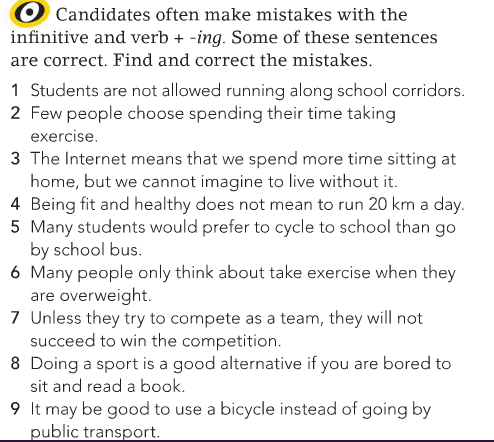 Candidates often make mistakes with the
infinitive and verb + -ing. Some of these sentences
are correct. Find and correct the mistakes.
1 Students are not allowed running along school corridors.
2 Few people choose spending their time taking
exercise.
3 The Internet means that we spend more time sitting at
home, but we cannot imagine to live without it.
4 Being fit and healthy does not mean to run 20 km a day.
5 Many students would prefer to cycle to school than go
by school bus.
6 Many people only think about take exercise when they
are overweight.
7 Unless they try to compete as a team, they will not
succeed to win the competition.
8 Doing a sport is a good alternative if you are bored to
sit and read a book.
9 It may be good to use a bicycle instead of going by
public transport.